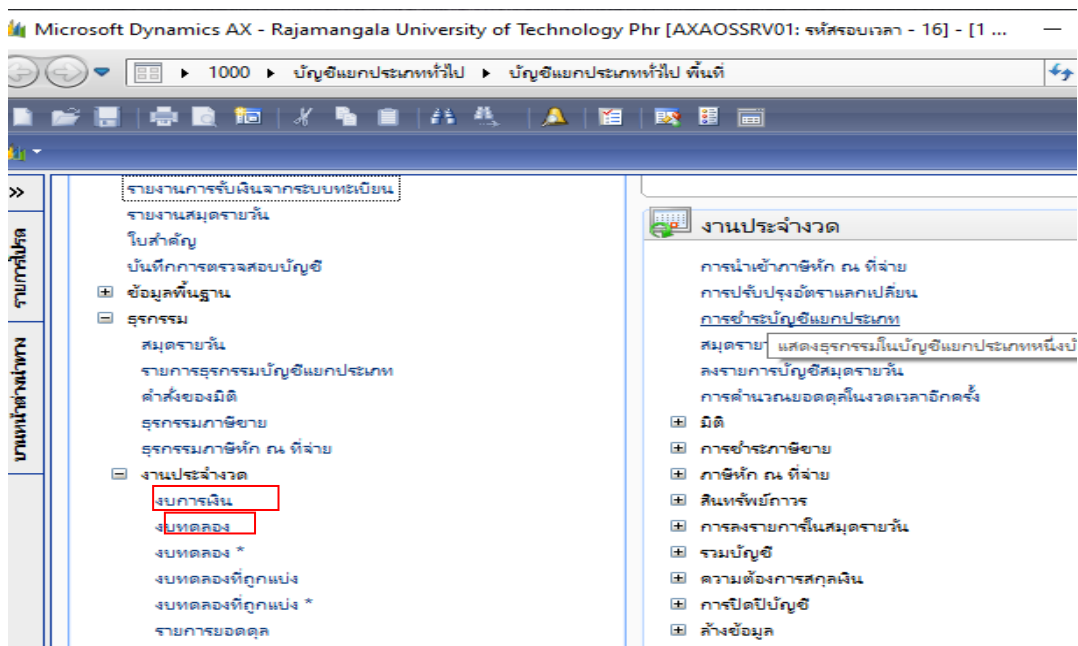 Microsoft Dynamics AX - Rajamangala University of Technology Phr [AXAOSSRV01: รหัสรอบเวลา - 16] - [1 ...
1000 ▸ บัญชีแยกประเภททั่วไป ▸ บัญชีแยกประเภททั่วไป พื้นที่
รายงานการรับเงินจากระบบทะเบียน
รายงานสมุดรายวัน
ใบสำคัญ
บันทึกการตรวจสอบบัญชี
ข้อมูลพื้นฐาน
ธุรกรรม
สมุดรายวัน
รายการธุรกรรมบัญชีแยกประเภท
คำสั่งของมิติ
ธุรกรรมภาษีขาย
ธุรกรรมภาษีหัก ณ ที่จ่าย
งานประจำงวด
งบการเงิน
งบทดลอง
งบทดลอง *
งบทดลองที่ถูกแบ่ง
งบทดลองที่ถูกแบ่ง *
รายการยอดดุล
งานประจำงวด
การนำเข้าภาษีหัก ณ ที่จ่าย
การปรับปรุงอัตราแลกเปลี่ยน
การชำระบัญชีแยกประเภท
สมุดราย
แสดงธุรกรรมในบัญชีแยกประเภทหนึ่งบั
ลงรายการบัญชีสมุดรายวัน
การคำนวณยอดดุลในงวดเวลาอีกครั้ง
มิติ
การชำระภาษีขาย
ภาษีหัก ณ ที่จ่าย
สินทรัพย์ถาวร
การลงรายการในสมุดรายวัน
รวมบัญชี
ความต้องการสกุลเงิน
การปิดปีบัญชี
ล้างข้อมูล
รายการโปรด
บานหน้าต่างนำทาง